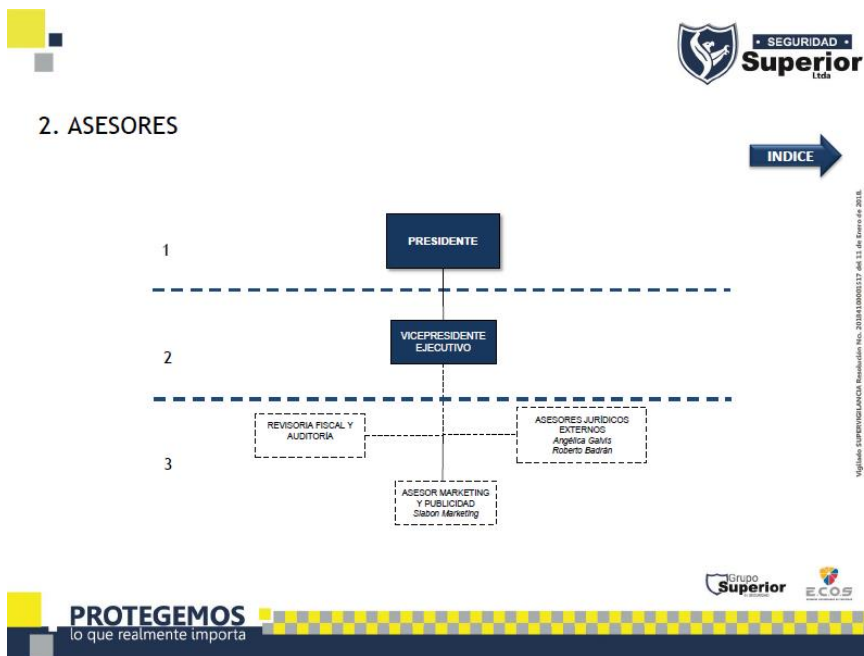 • SEGURIDAD •
Superior
Ltda
2. ASESORES
INDICE
1
PRESIDENTE
2
VICEPRESIDENTE
EJECUTIVO
3
REVISORIA FISCAL Y
AUDITORÍA
ASESORES JURÍDICOS
EXTERNOS
Angélica Galvis
Roberto Badrán
ASESOR MARKETING
Y PUBLICIDAD
Slabon Marketing
Vigilado SUPERVIGILANCIA Resolución No. 20184100001517 del 11 de Enero de 2018.
Grupo
Superior
ECOS
PROTEGEMOS
lo que realmente importa